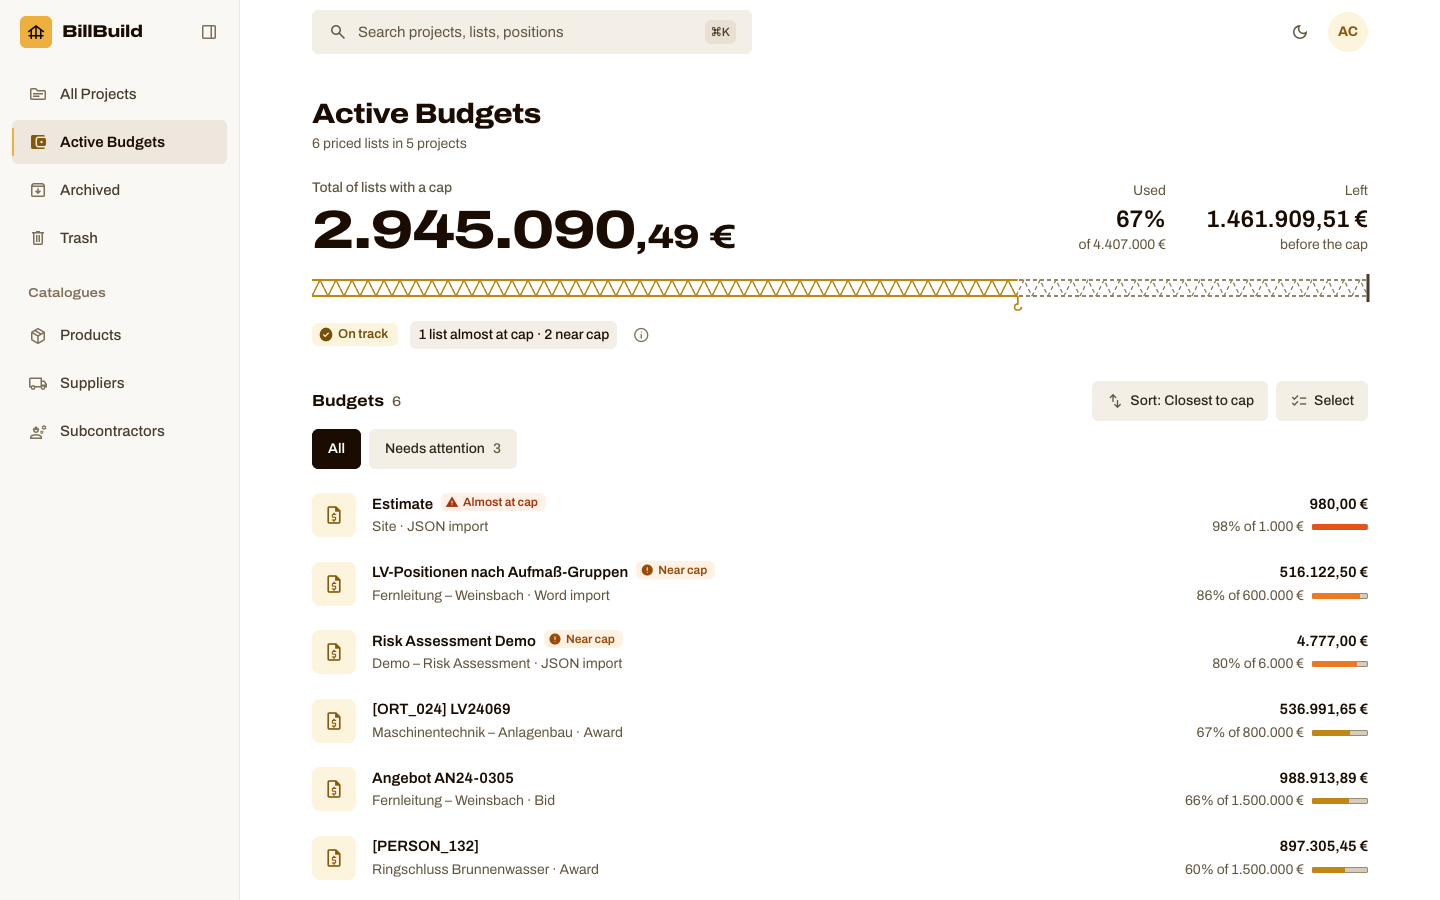 BillBuild
Search projects, lists, positions
⌘K
AC
All Projects
Active Budgets
Archived
Trash
Catalogues
Products
Suppliers
Subcontractors
Active Budgets
6 priced lists in 5 projects
Total of lists with a cap
2.945.090,49 €
Used
67%
of 4.407.000 €
Left
1.461.909,51 €
before the cap
On track
1 list almost at cap · 2 near cap
Budgets 6
Sort: Closest to cap
Select
All
Needs attention 3
Estimate Almost at cap
980,00 €
Site · JSON import
98% of 1.000 €
LV-Positionen nach Aufmaß-Gruppen Near cap
516.122,50 €
Fernleitung – Weinsbach · Word import
86% of 600.000 €
Risk Assessment Demo Near cap
4.777,00 €
Demo – Risk Assessment · JSON import
80% of 6.000 €
[ORT_024] LV24069
536.991,65 €
Maschinentechnik – Anlagenbau · Award
67% of 800.000 €
Angebot AN24-0305
988.913,89 €
Fernleitung – Weinsbach · Bid
66% of 1.500.000 €
[PERSON_132]
897.305,45 €
Ringschluss Brunnenwasser · Award
60% of 1.500.000 €